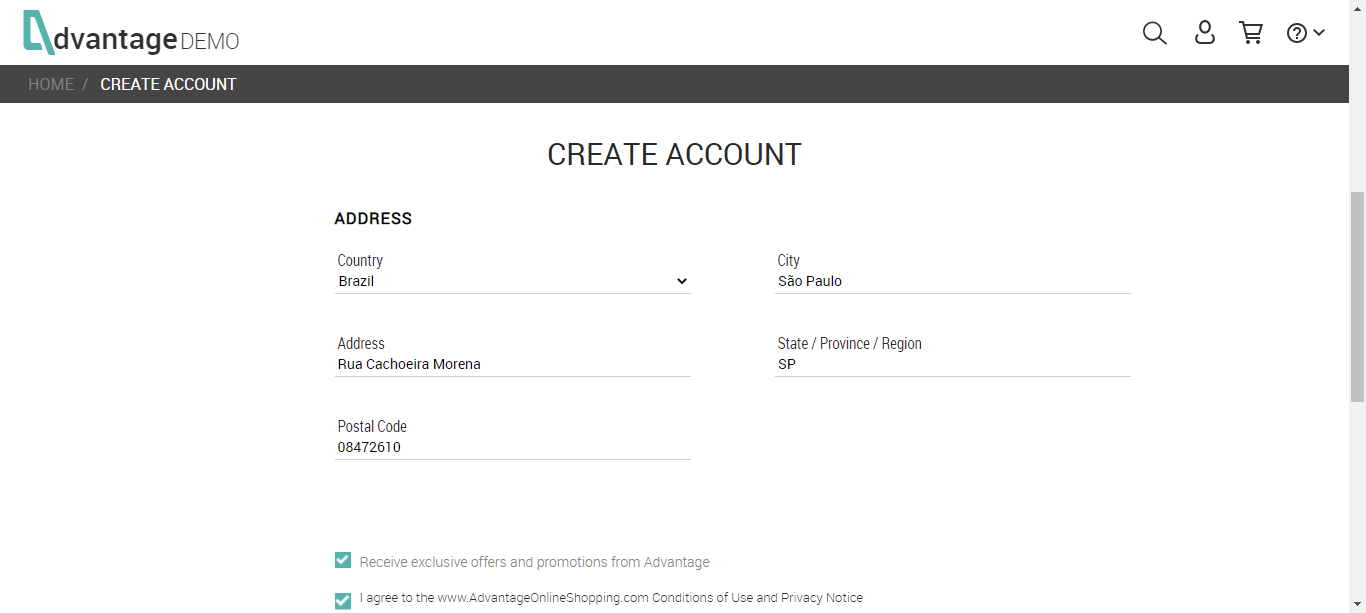 dvantage DEMO
HOME / CREATE ACCOUNT
CREATE ACCOUNT
ADDRESS
Country
Brazil
City
São Paulo
Address
Rua Cachoeira Morena
State / Province / Region
SP
Postal Code
08472610
Receive exclusive offers and promotions from Advantage
I agree to the www.AdvantageOnlineShopping.com Conditions of Use and Privacy Notice